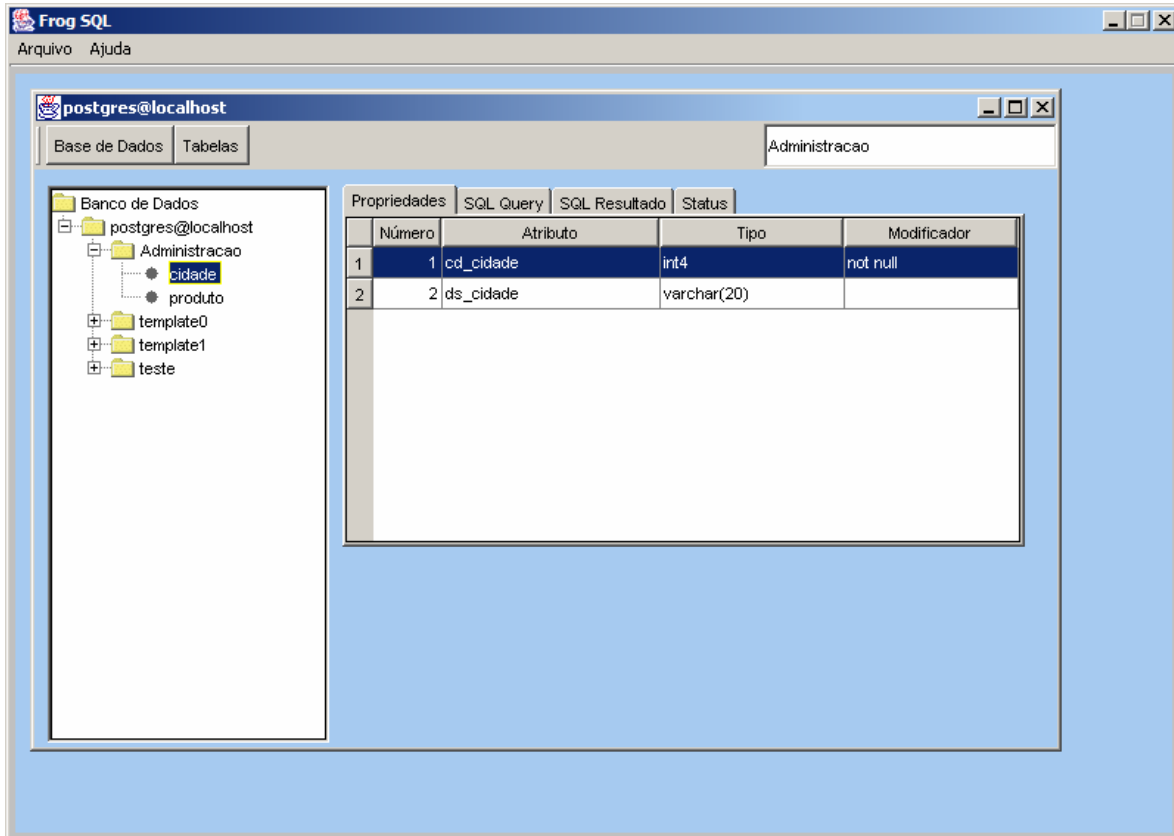 Frog SQL
Arquivo Ajuda
postgres@localhost
Base de Dados Tabelas Administracao
Banco de Dados
postgres@localhost
Administracao
cidade
produto
template0
template1
teste
Propriedades SQL Query SQL Resultado Status
Número Atributo Tipo Modificador
1 1 cd_cidade int4 not null
2 2 ds_cidade varchar(20)